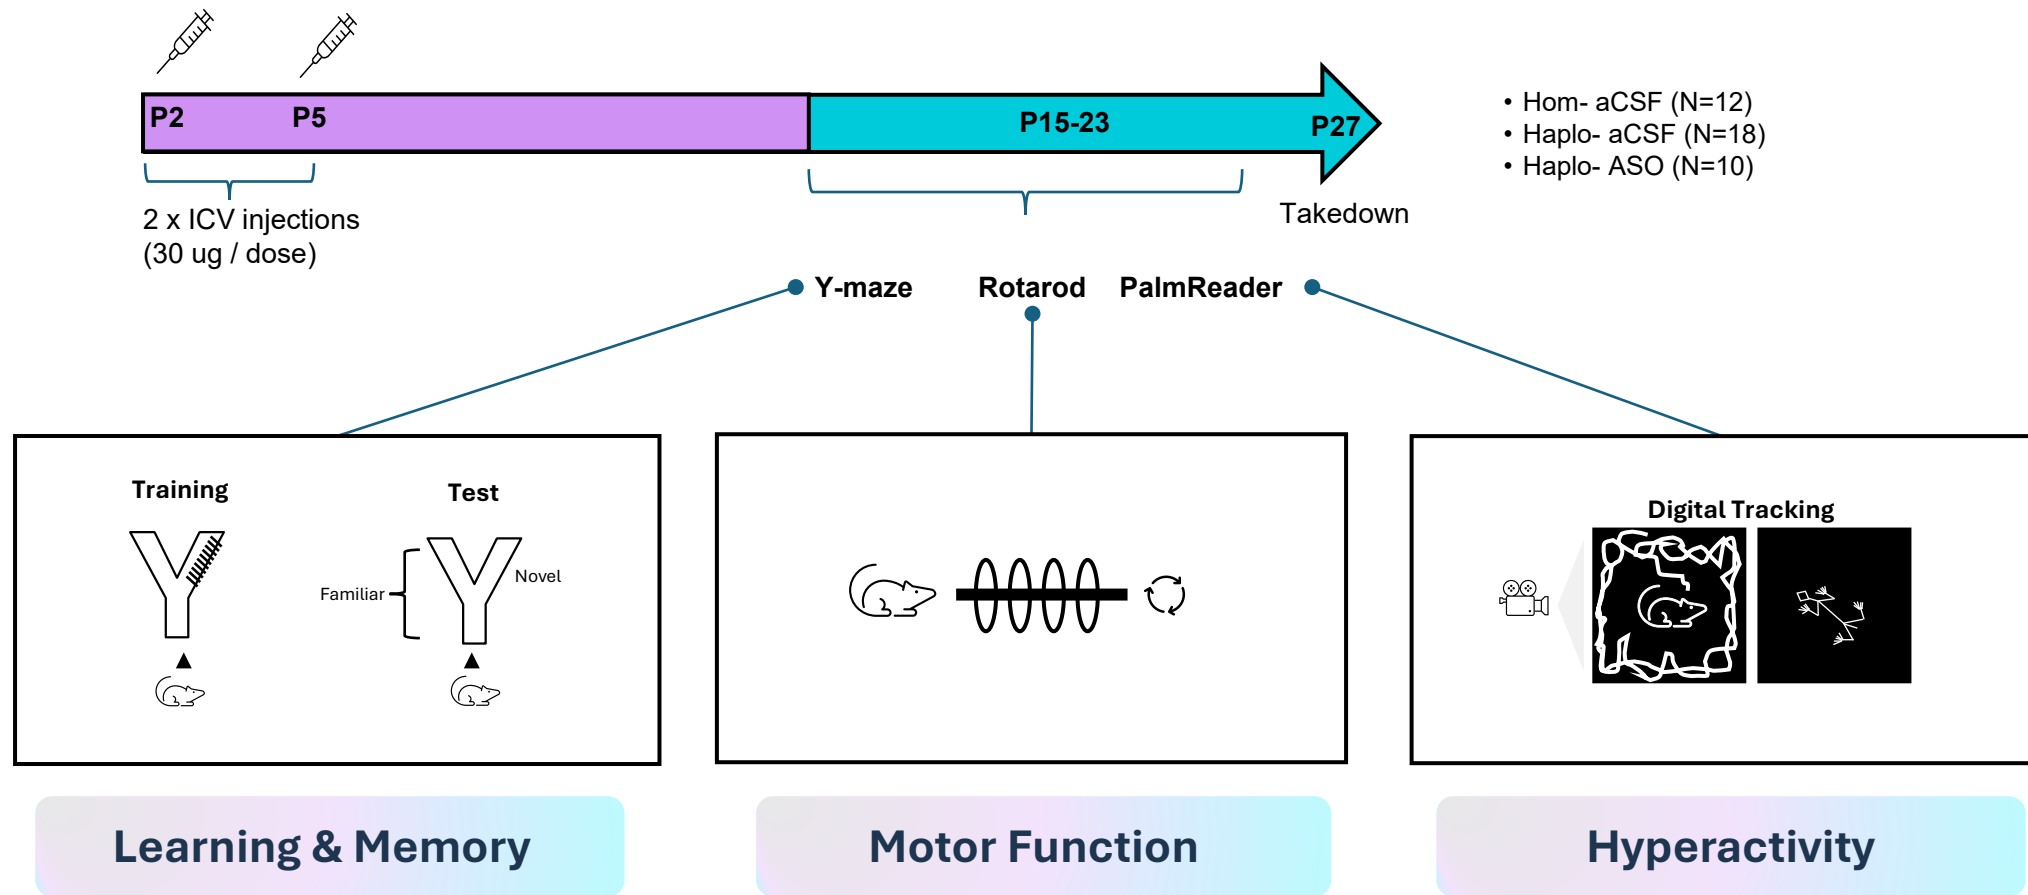 P2
P5
P15-23
P27
• Hom- aCSF (N=12)
• Haplo- aCSF (N=18)
• Haplo- ASO (N=10)
2 x ICV injections
(30 ug / dose)
Takedown
Y-maze
Rotarod
PalmReader
Training
Test
Familiar
Novel
Digital Tracking
Learning & Memory
Motor Function
Hyperactivity